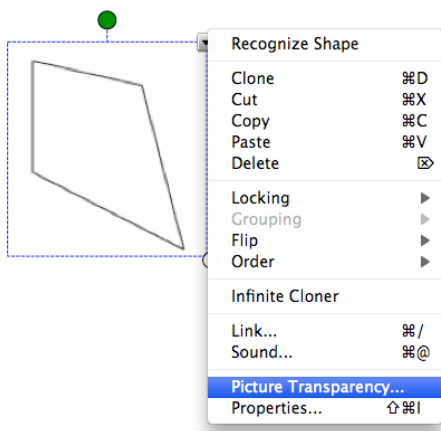 Recognize Shape
Clone ⌘D
Cut ⌘X
Copy ⌘C
Paste ⌘V
Delete ⌦
Locking
Grouping
Flip
Order
Infinite Cloner
Link... ⌘/
Sound... ⌘@
Picture Transparency...
Properties... ⇧⌘I